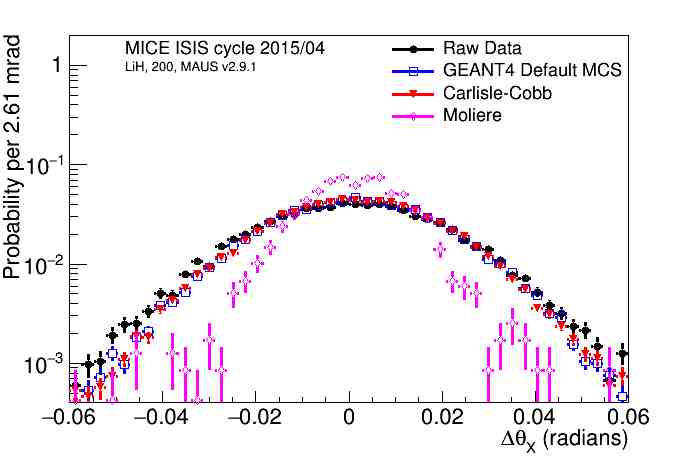 MICE ISIS cycle 2015/04
LiH, 200, MAUS v2.9.1
Raw Data
GEANT4 Default MCS
Carlisle-Cobb
Moliere
Probability per 2.61 mrad
1
10⁻¹
10⁻²
10⁻³
−0.06 −0.04 −0.02 0 0.02 0.04 0.06
Δθ_X (radians)